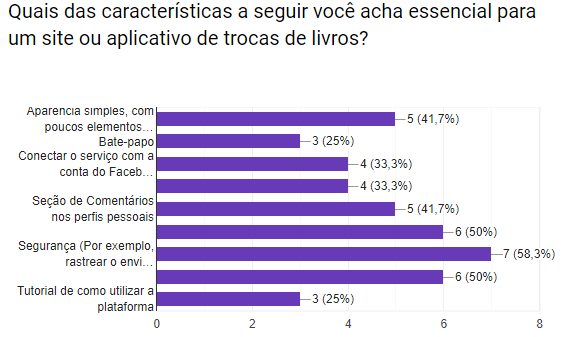 Quais das características a seguir você acha essencial para
um site ou aplicativo de trocas de livros?
Aparência simples, com
poucos elementos…
5 (41,7%)
Bate-papo
3 (25%)
Conectar o serviço com a
conta do Faceb…
4 (33,3%)
4 (33,3%)
Seção de Comentários
nos perfis pessoais
5 (41,7%)
6 (50%)
Segurança (Por exemplo,
rastrear o envi…
7 (58,3%)
6 (50%)
Tutorial de como utilizar a
plataforma
3 (25%)
0 2 4 6 8